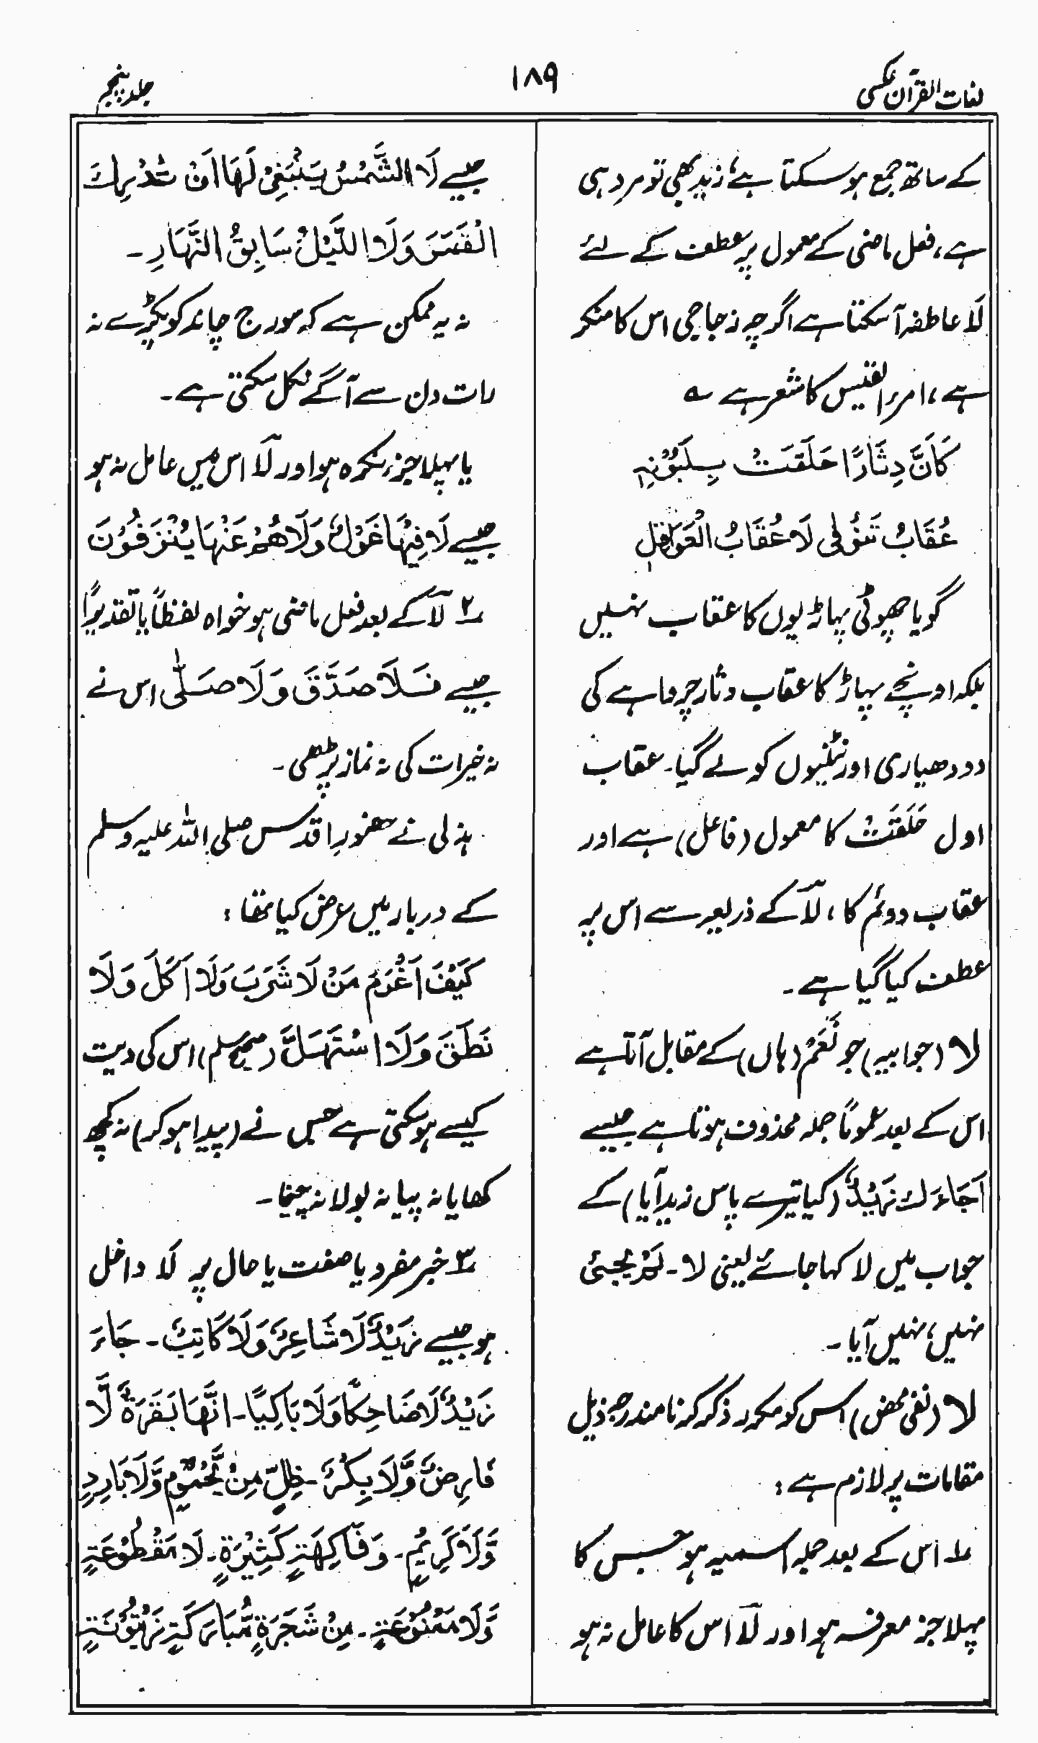 لغات القرآن عکسی
۱۸۹
جلد پنجم
کے ساتھ جمع ہو سکتا ہے، زید بھی تو مرد ہی
ہے، فعل ماضی کے معمول پر عطف کے لئے
لَا عاطفہ آ سکتا ہے اگرچہ زجاجی اس کا منکر
ہے، امرء القیس کا شعر ہے ؎
كَاَنَّ دِثَارًا حَلَقَتْ بِلَبُوْنِهٖ
عُقَابُ تَنُوْفٰی لَا عُقَابُ الْقَوَاعِلِ
گویا چھوٹی پہاڑیوں کا عقاب نہیں
بلکہ اونچے پہاڑ کا عقاب دثار چرواہے کی
دودھیاری اونٹنیوں کو لے گیا۔ عقاب
اول حَلَقَتْ کا معمول (فاعل) ہے اور
عقاب دوئم کا، لَا کے ذریعہ سے اس پر
عطف کیا گیا ہے۔
لا (جوابیہ) جو نَعَمْ (ہاں) کے مقابل آتا ہے
اس کے بعد عموماً جملہ محذوف ہوتا ہے جیسے
اَجَاءَكَ زَيْدٌ (کیا تیرے پاس زید آیا) کے
جواب میں لا کہا جائے یعنی لا۔ لَمْ یَجِئْ
نہیں، نہیں آیا۔
لا (نفی محض) اس کو مکرر ذکر کرنا مندرجہ ذیل
مقامات پر لازم ہے:
۱۔ اس کے بعد جملہ اسمیہ ہو جس کا
پہلا جز معرفہ ہو اور لَا اس کا عامل نہ ہو
جیسے لَا الشَّمْسُ يَنْبَغِيْ لَهَا اَنْ تُدْرِكَ
الْقَمَرَ وَلَا اللَّيْلُ سَابِقُ النَّهَارِ۔
نہ یہ ممکن ہے کہ سورج چاند کو پکڑے نہ
رات دن سے آگے نکل سکتی ہے۔
یا پہلا جزء نکرہ ہو اور لَا اس میں عامل نہ ہو
جیسے لَا فِيْهَا غَوْلٌ وَلَا هُمْ عَنْهَا يُنْزَفُوْنَ
۲۔ لَا کے بعد فعل ماضی ہو خواہ لفظاً یا تقدیراً
جیسے فَلَا صَدَّقَ وَلَا صَلّٰى اس نے
نہ خیرات کی نہ نماز پڑھی۔
ہذلی نے حضور اقدس صلی اللہ علیہ وسلم
کے دربار میں عرض کیا تھا:
كَيْفَ اَغْرَمُ مَنْ لَا شَرِبَ وَلَا اَكَلَ وَلَا
نَطَقَ وَلَا اسْتَهَلَّ (صحیح مسلم) اس کی دیت
کیسے ہو سکتی ہے جس نے (پیدا ہو کر) نہ کچھ
کھایا نہ پیا نہ بولا نہ چیخا۔
۳۔ خبر مفرد یا صفت یا حال پر لَا داخل
ہو جیسے زَيْدٌ لَا شَاعِرٌ وَلَا كَاتِبٌ۔ جَاءَ
زَيْدٌ لَا ضَاحِكًا وَلَا بَاكِيًا۔ اِنَّهَا بَقَرَةٌ لَّا
فَارِضٌ وَّلَا بِكْرٌ۔ ظِلٍّ مِنْ يَّحْمُوْمٍ وَّلَا بَارِدٍ
وَّلَا كَرِيْمٍ۔ وَفَاكِهَةٍ كَثِيْرَةٍ۔ لَا مَقْطُوْعَةٍ
وَّلَا مَمْنُوْعَةٍ۔ مِنْ شَجَرَةٍ مُّبَارَكَةٍ زَيْتُوْنَةٍ